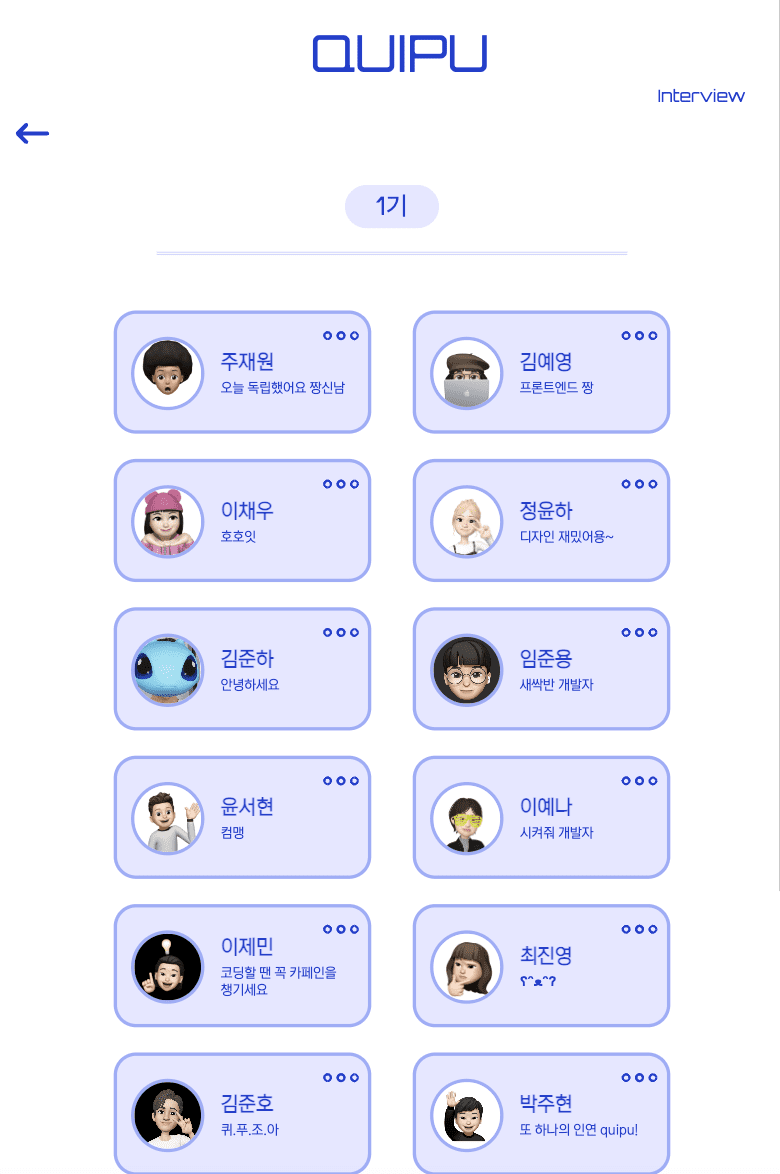 QUIPU
Interview
1기
주재원
오늘 독립했어요 짱신남
김예영
프론트엔드 짱
이채우
호호잇
정윤하
디자인 재밌어용~
김준하
안녕하세요
임준용
새싹반 개발자
윤서현
컴맹
이예나
시켜줘 개발자
이제민
코딩할 땐 꼭 카페인을
챙기세요
최진영
ʕˆﻌˆʔ
김준호
퀴.푸.조.아
박주현
또 하나의 인연 quipu!